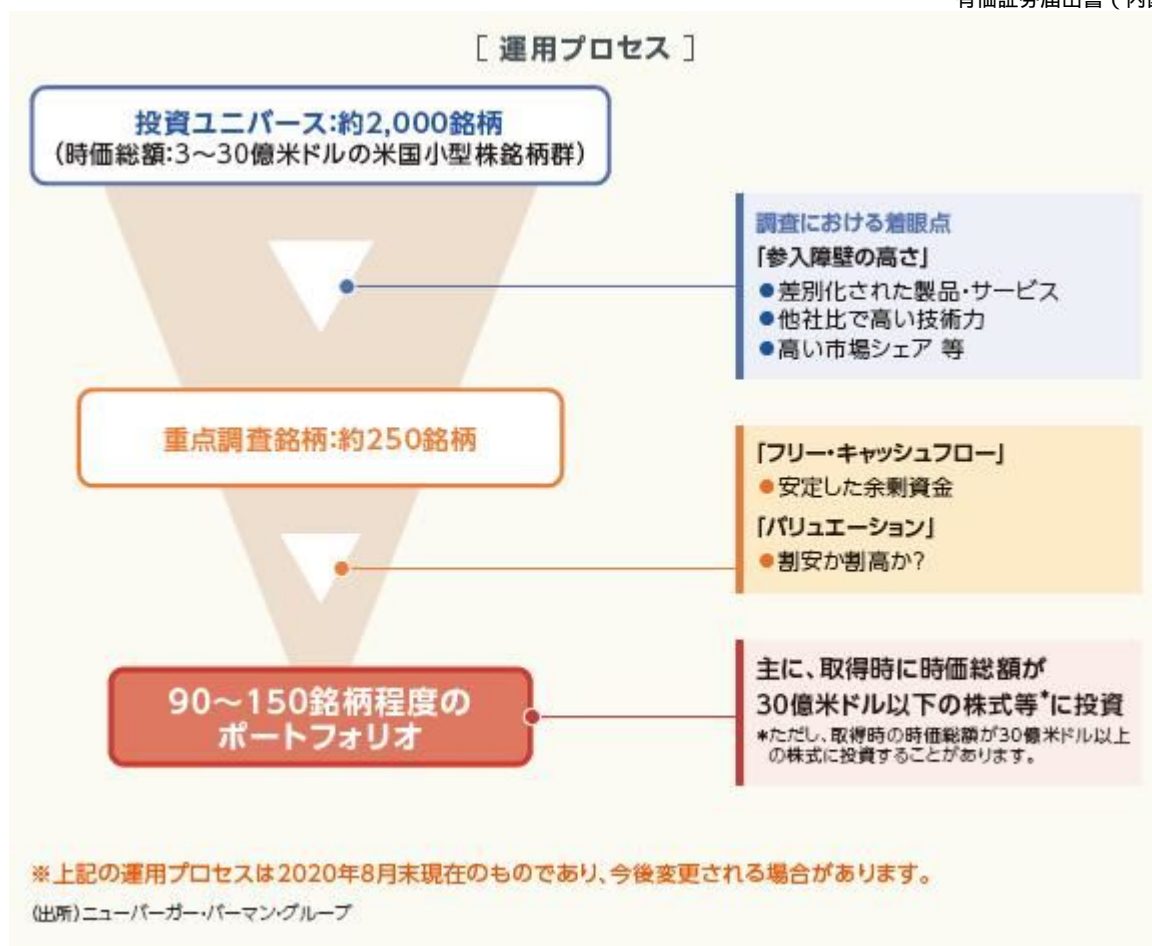 有価証券届出書(内
[ 運用プロセス ]
投資ユニバース:約2,000銘柄
(時価総額:3~30億米ドルの米国小型株銘柄群)
調査における着眼点
「参入障壁の高さ」
●差別化された製品・サービス
●他社比で高い技術力
●高い市場シェア 等
重点調査銘柄:約250銘柄
「フリー・キャッシュフロー」
●安定した余剰資金
「バリュエーション」
●割安か割高か?
90~150銘柄程度の
ポートフォリオ
主に、取得時に時価総額が
30億米ドル以下の株式等*に投資
*ただし、取得時の時価総額が30億米ドル以上
の株式に投資することがあります。
※上記の運用プロセスは2020年8月末現在のものであり、今後変更される場合があります。
(出所)ニューバーガー・バーマン・グループ